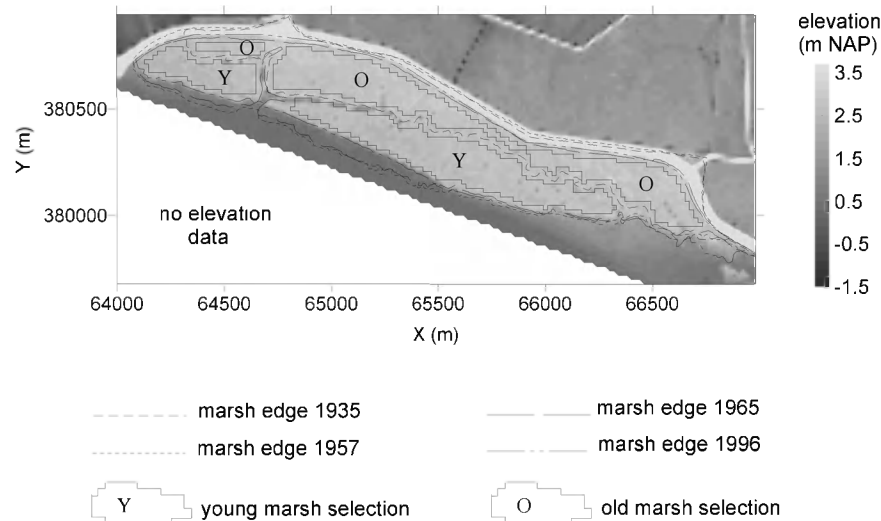 elevation
(m NAP)
3.5
2.5
1.5
0.5
-0.5
-1.5
Y (m)
380500
380000
O
Y
O
Y
O
no elevation
data
64000 64500 65000 65500 66000 66500
X (m)
marsh edge 1935
marsh edge 1965
marsh edge 1957
marsh edge 1996
Y young marsh selection
O old marsh selection